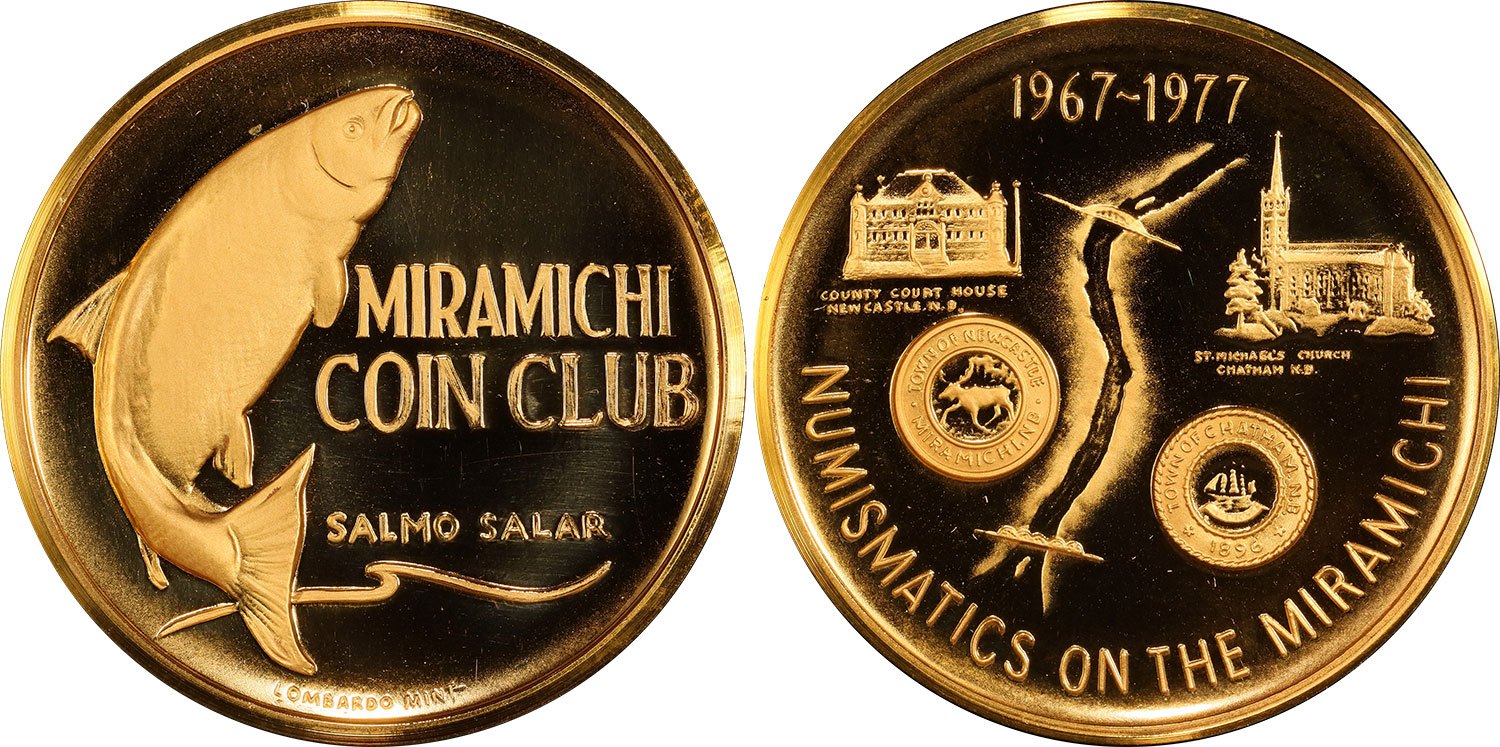 MIRAMICHI
COIN CLUB
SALMO SALAR
LOMBARDO MINT
1967~1977
COUNTY COURT HOUSE
NEWCASTLE. N.B.
ST. MICHAEL'S CHURCH
CHATHAM N.B.
TOWN OF NEWCASTLE
MIRAMICHI, NB
TOWN OF CHATHAM. N.B
1896
NUMISMATICS ON THE MIRAMICHI